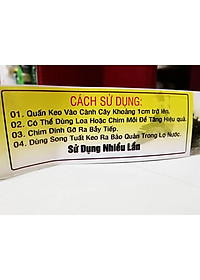 CÁCH SỬ DỤNG:
01. Quấn Keo Vào Cành Cây Khoảng 1cm trở lên.
02. Có Thể Dùng Loa Hoặc Chim Mồi Để Tăng Hiệu quả.
03. Chim Dính Gỡ Ra Bẫy Tiếp.
04. Dùng Song Tuất Keo Ra Bảo Quản Trong Lọ Nước.
Sử Dụng Nhiều Lần